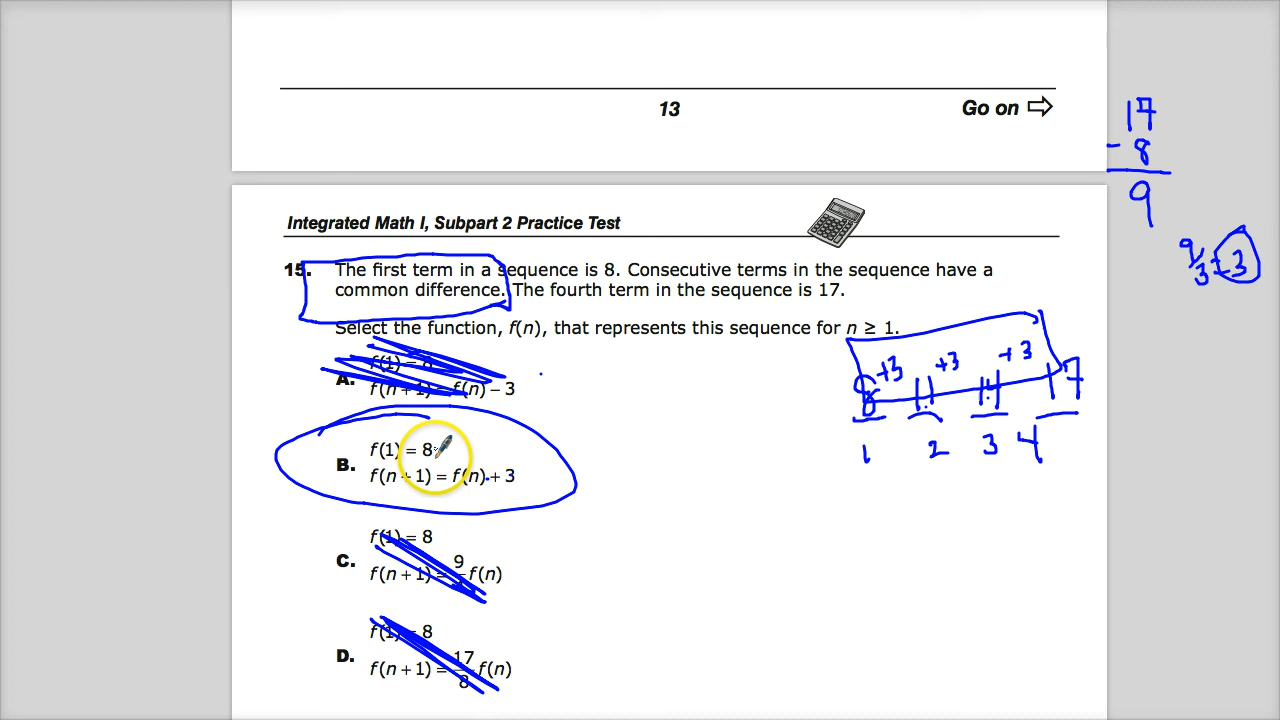 13
Go on
17
- 8
9
9/3 = 3
Integrated Math I, Subpart 2 Practice Test
15. The first term in a sequence is 8. Consecutive terms in the sequence have a
common difference. The fourth term in the sequence is 17.
Select the function, f(n), that represents this sequence for n ≥ 1.
+3 +3 +3
8 11 14 17
1 2 3 4
f(1) = 8
A. f(n + 1) = f(n) – 3
B. f(1) = 8
f(n + 1) = f(n) + 3
f(1) = 8
C. f(n + 1) = 9 f(n)
f(1) = 8
D. f(n + 1) = 17/8 f(n)